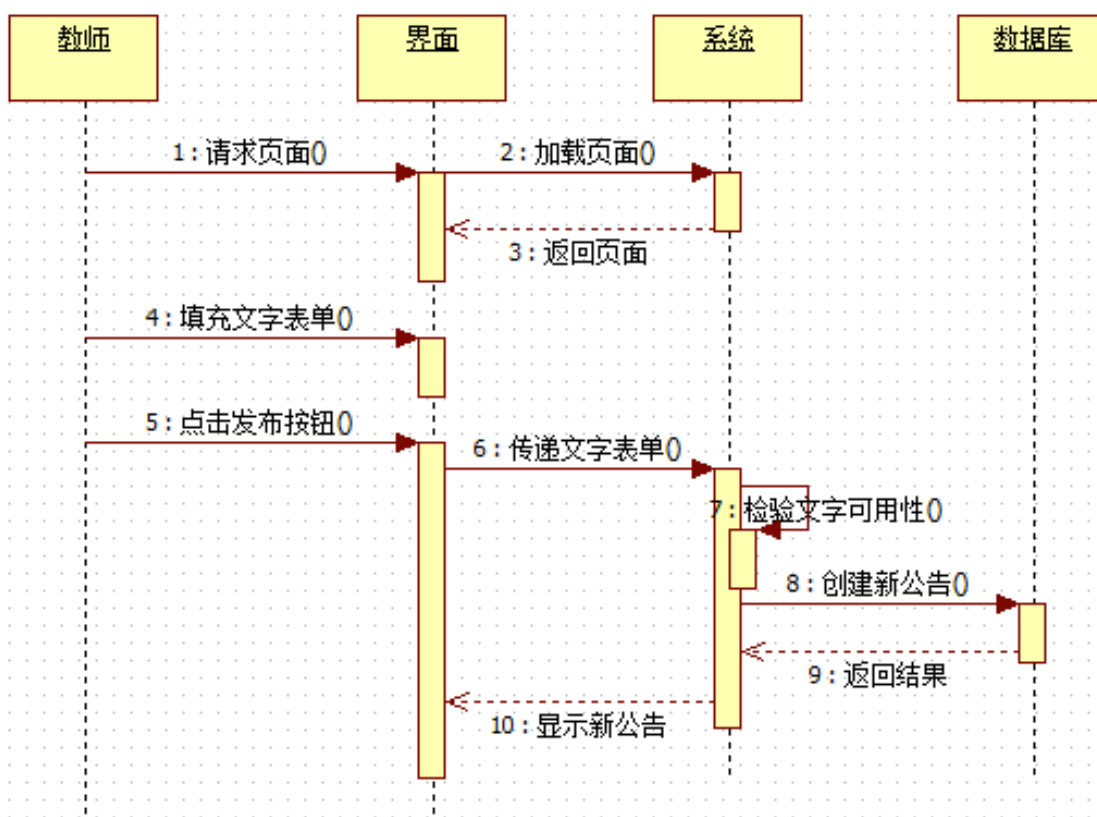 教师
界面
系统
数据库
1 : 请求页面()
2 : 加载页面()
3 : 返回页面
4 : 填充文字表单()
5 : 点击发布按钮()
6 : 传递文字表单()
7 : 检验文字可用性()
8 : 创建新公告()
9 : 返回结果
10 : 显示新公告